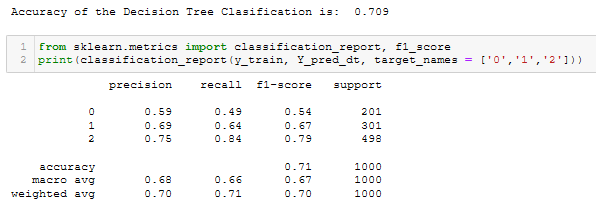 Accuracy of the Decision Tree Clasification is:  0.709
1 from sklearn.metrics import classification_report, f1_score
2 print(classification_report(y_train, Y_pred_dt, target_names = ['0','1','2']))
precision recall f1-score support
0 0.59 0.49 0.54 201
1 0.69 0.64 0.67 301
2 0.75 0.84 0.79 498
accuracy 0.71 1000
macro avg 0.68 0.66 0.67 1000
weighted avg 0.70 0.71 0.70 1000